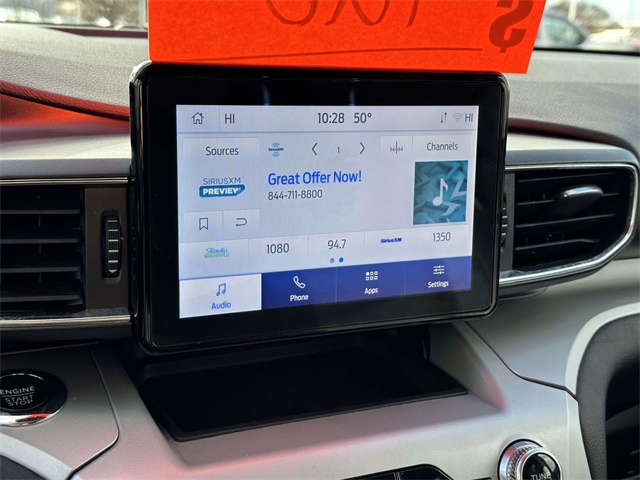 $
HI 10:28 50° HI
Sources 1 Channels
SIRIUSXM
PREVIEW
Great Offer Now!
844-711-8800
1080 94.7 SiriusXM 1350
Audio Phone Apps Settings
ENGINE
START
STOP
TUNE